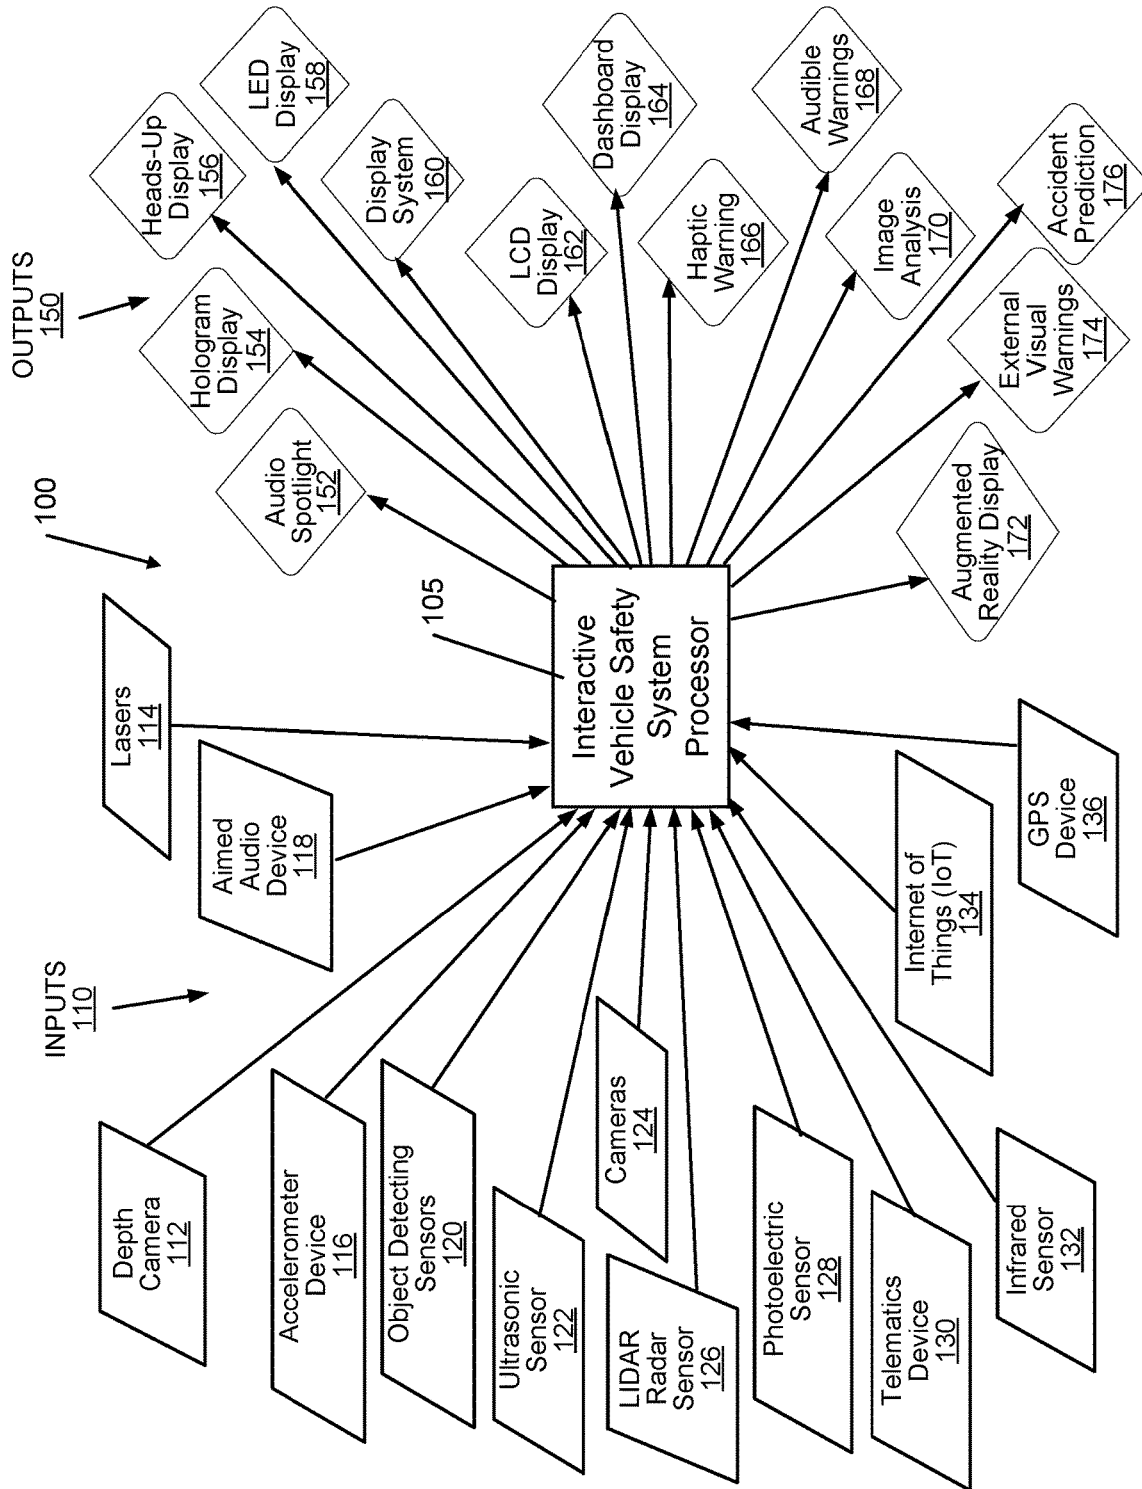 100
INPUTS
110
OUTPUTS
150
Depth
Camera
112
Lasers
114
Accelerometer
Device
116
Aimed
Audio
Device
118
Object Detecting
Sensors
120
Ultrasonic
Sensor
122
Cameras
124
LIDAR
Radar
Sensor
126
Photoelectric
Sensor
128
Telematics
Device
130
Infrared
Sensor
132
Internet of
Things (IoT)
134
GPS
Device
136
105
Interactive
Vehicle Safety
System
Processor
Audio
Spotlight
152
Hologram
Display
154
Heads-Up
Display
156
LED
Display
158
Display
System
160
LCD
Display
162
Dashboard
Display
164
Haptic
Warning
166
Audible
Warnings
168
Image
Analysis
170
Augmented
Reality Display
172
External
Visual
Warnings
174
Accident
Prediction
176